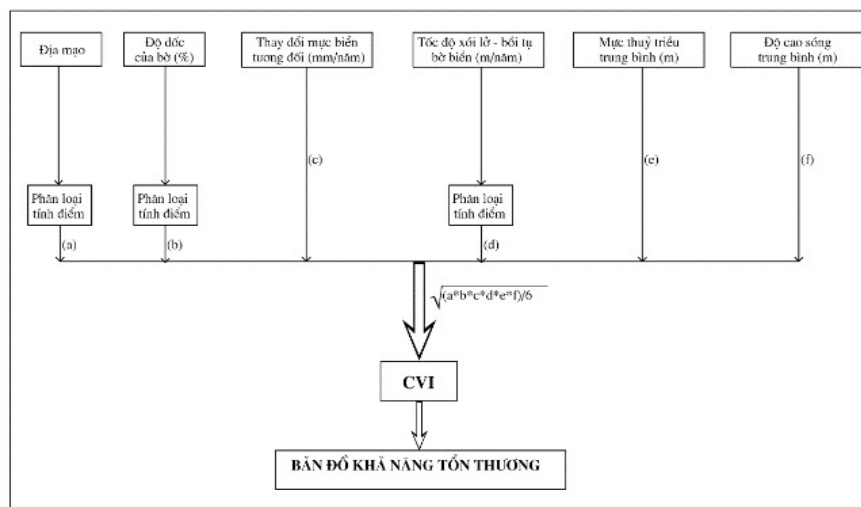 Địa mạo
Độ dốc
của bờ (%)
Thay đổi mực biển
tương đối (mm/năm)
Tốc độ xói lở - bồi tụ
bờ biển (m/năm)
Mực thuỷ triều
trung bình (m)
Độ cao sóng
trung bình (m)
(c)
(e)
(f)
Phân loại
tính điểm
Phân loại
tính điểm
Phân loại
tính điểm
(a)
(b)
(d)
√(a*b*c*d*e*f)/6
CVI
BẢN ĐỒ KHẢ NĂNG TỔN THƯƠNG